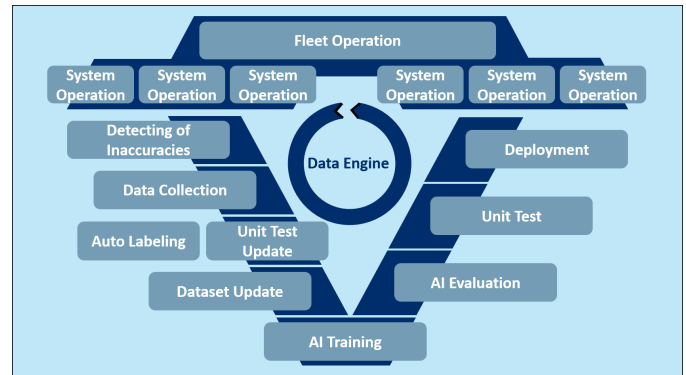 Fleet Operation
System
Operation
System
Operation
System
Operation
System
Operation
System
Operation
System
Operation
Detecting of
Inaccuracies
Data Engine
Deployment
Data Collection
Unit Test
Auto Labeling
Unit Test
Update
Dataset Update
AI Evaluation
AI Training